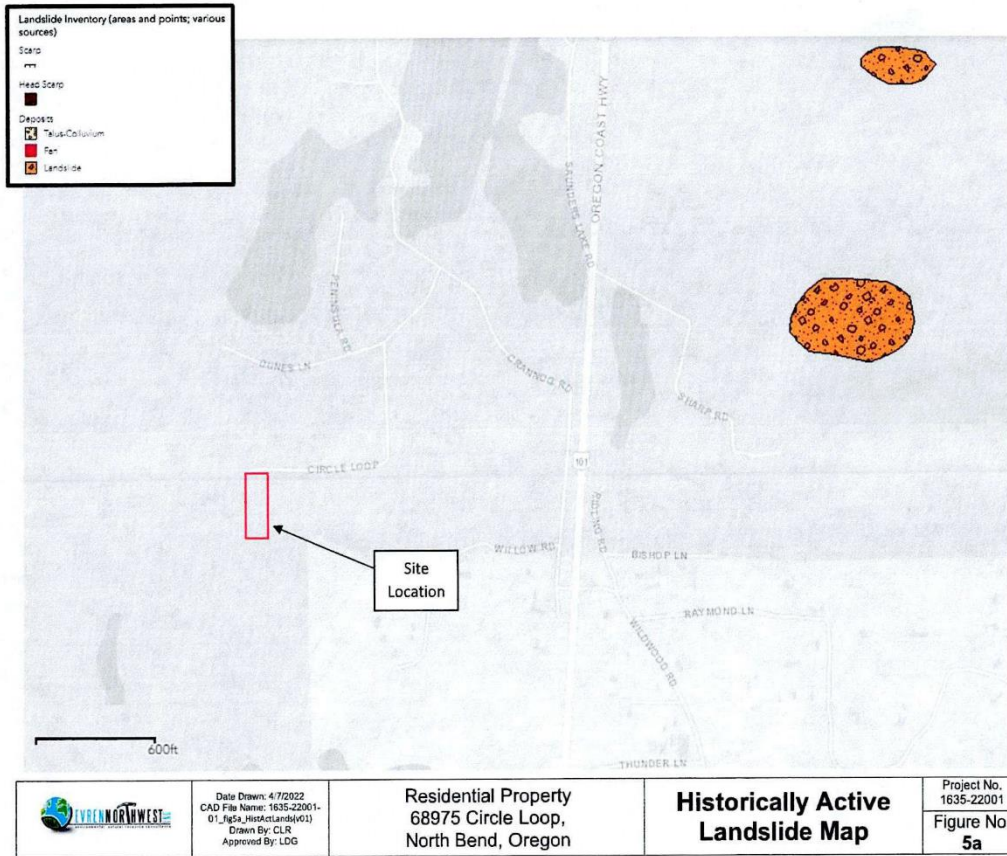 Landslide Inventory (areas and points; various
sources)
Scarp
Head Scarp
Deposits
Talus-Colluvium
Fan
Landslide
OREGON COAST HWY
SAUNDERS LAKE RD
PENINSULA RD
DUNES LN
CRANNOG RD
SHARP RD
CIRCLE LOOP
101
Site
Location
WILLOW RD
BISHOP LN
RAYMOND LN
WILDWOOD RD
THUNDER LN
600ft
EVRENNORTHWEST
Date Drawn: 4/7/2022
CAD File Name: 1635-22001-
01_fig5a_HistActLands(v01)
Drawn By: CLR
Approved By: LDG
Residential Property
68975 Circle Loop,
North Bend, Oregon
Historically Active
Landslide Map
Project No.
1635-22001
Figure No.
5a